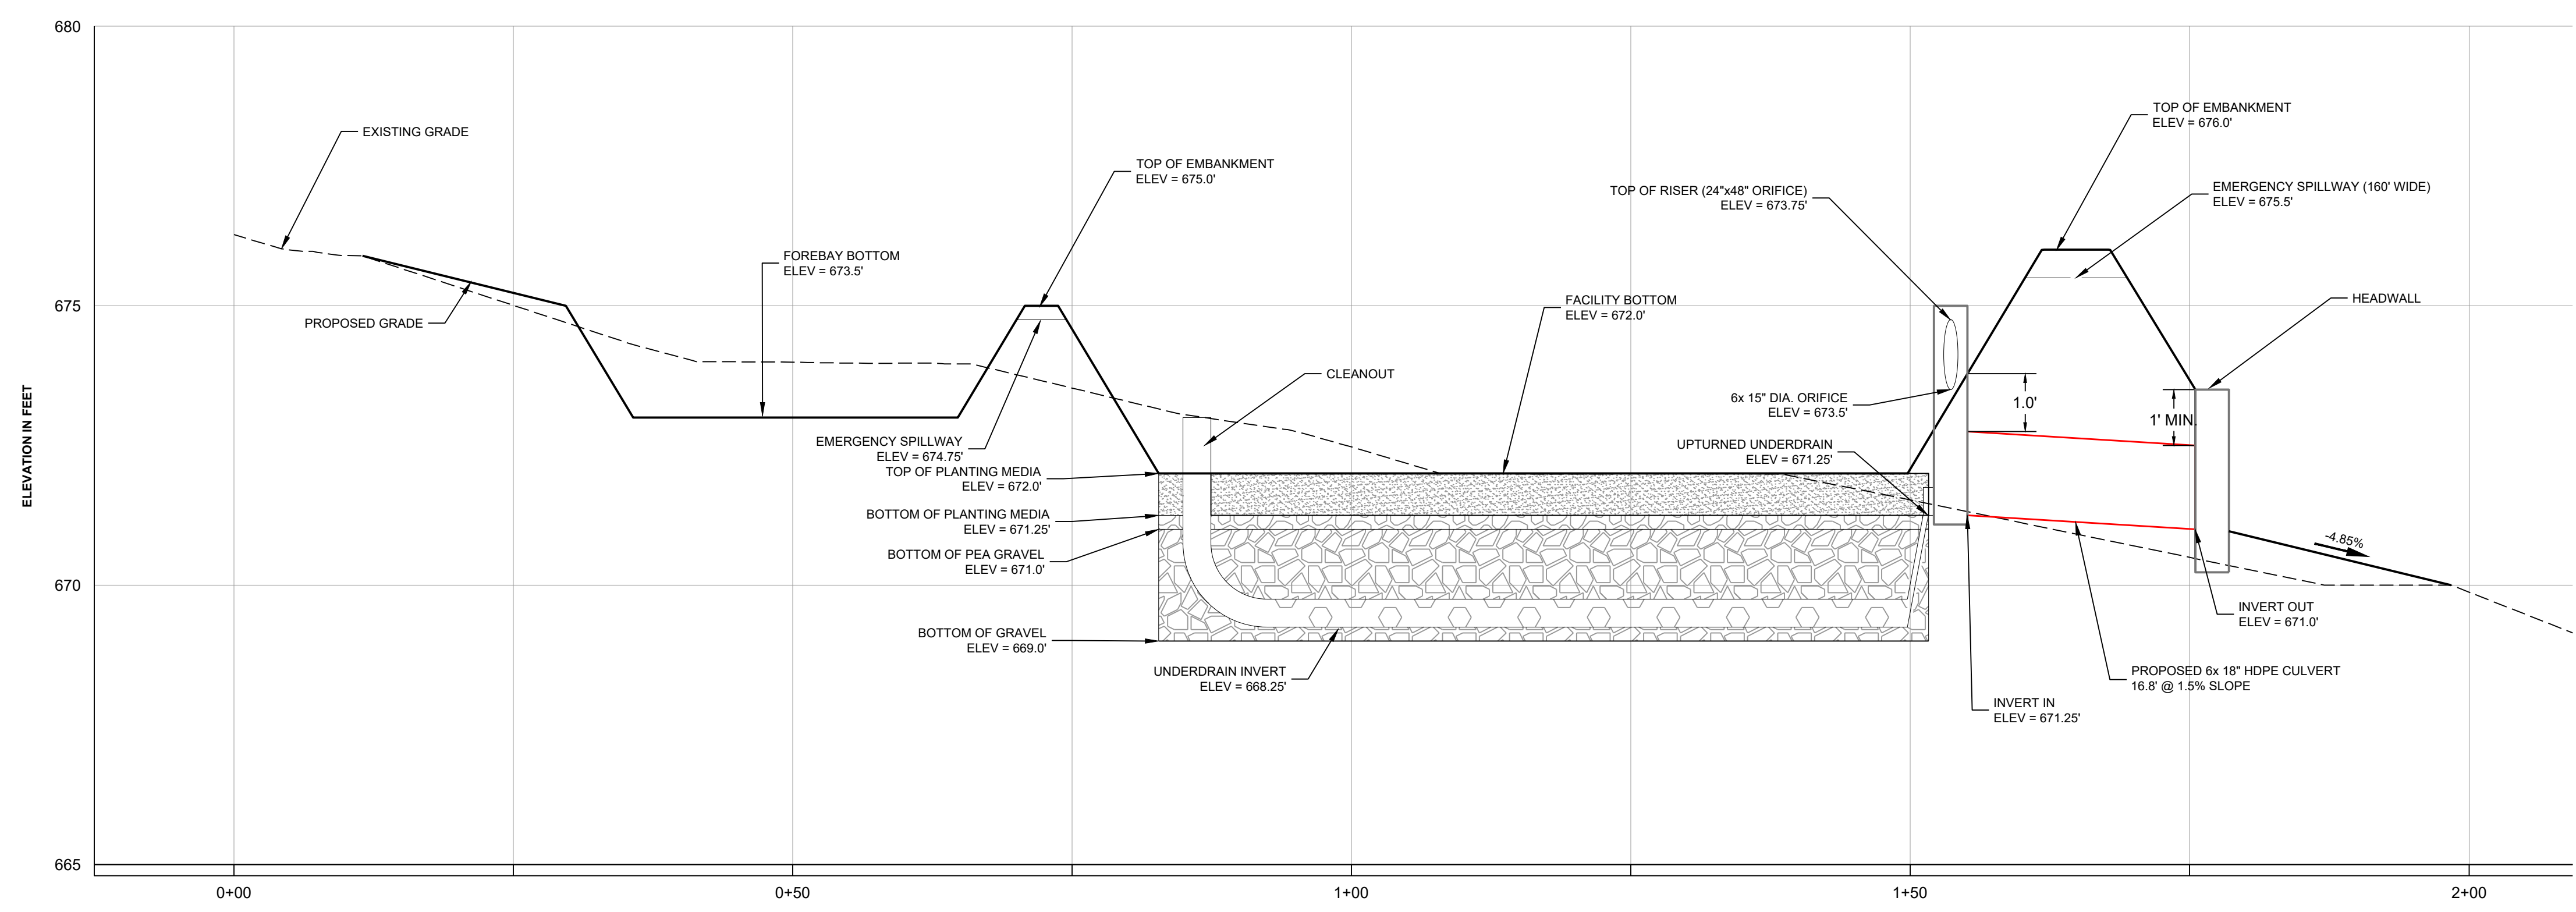 680
TOP OF EMBANKMENT
ELEV = 676.0'
EXISTING GRADE
TOP OF EMBANKMENT
ELEV = 675.0'
TOP OF RISER (24"x48" ORIFICE)
ELEV = 673.75'
EMERGENCY SPILLWAY (160' WIDE)
ELEV = 675.5'
FOREBAY BOTTOM
ELEV = 673.5'
FACILITY BOTTOM
ELEV = 672.0'
HEADWALL
675
PROPOSED GRADE
CLEANOUT
6x 15" DIA. ORIFICE
ELEV = 673.5'
1.0'
1' MIN.
ELEVATION IN FEET
EMERGENCY SPILLWAY
ELEV = 674.75'
UPTURNED UNDERDRAIN
ELEV = 671.25'
TOP OF PLANTING MEDIA
ELEV = 672.0'
BOTTOM OF PLANTING MEDIA
ELEV = 671.25'
-4.85%
BOTTOM OF PEA GRAVEL
ELEV = 671.0'
670
INVERT OUT
ELEV = 671.0'
BOTTOM OF GRAVEL
ELEV = 669.0'
UNDERDRAIN INVERT
ELEV = 668.25'
PROPOSED 6x 18" HDPE CULVERT
16.8' @ 1.5% SLOPE
INVERT IN
ELEV = 671.25'
665
0+00
0+50
1+00
1+50
2+00